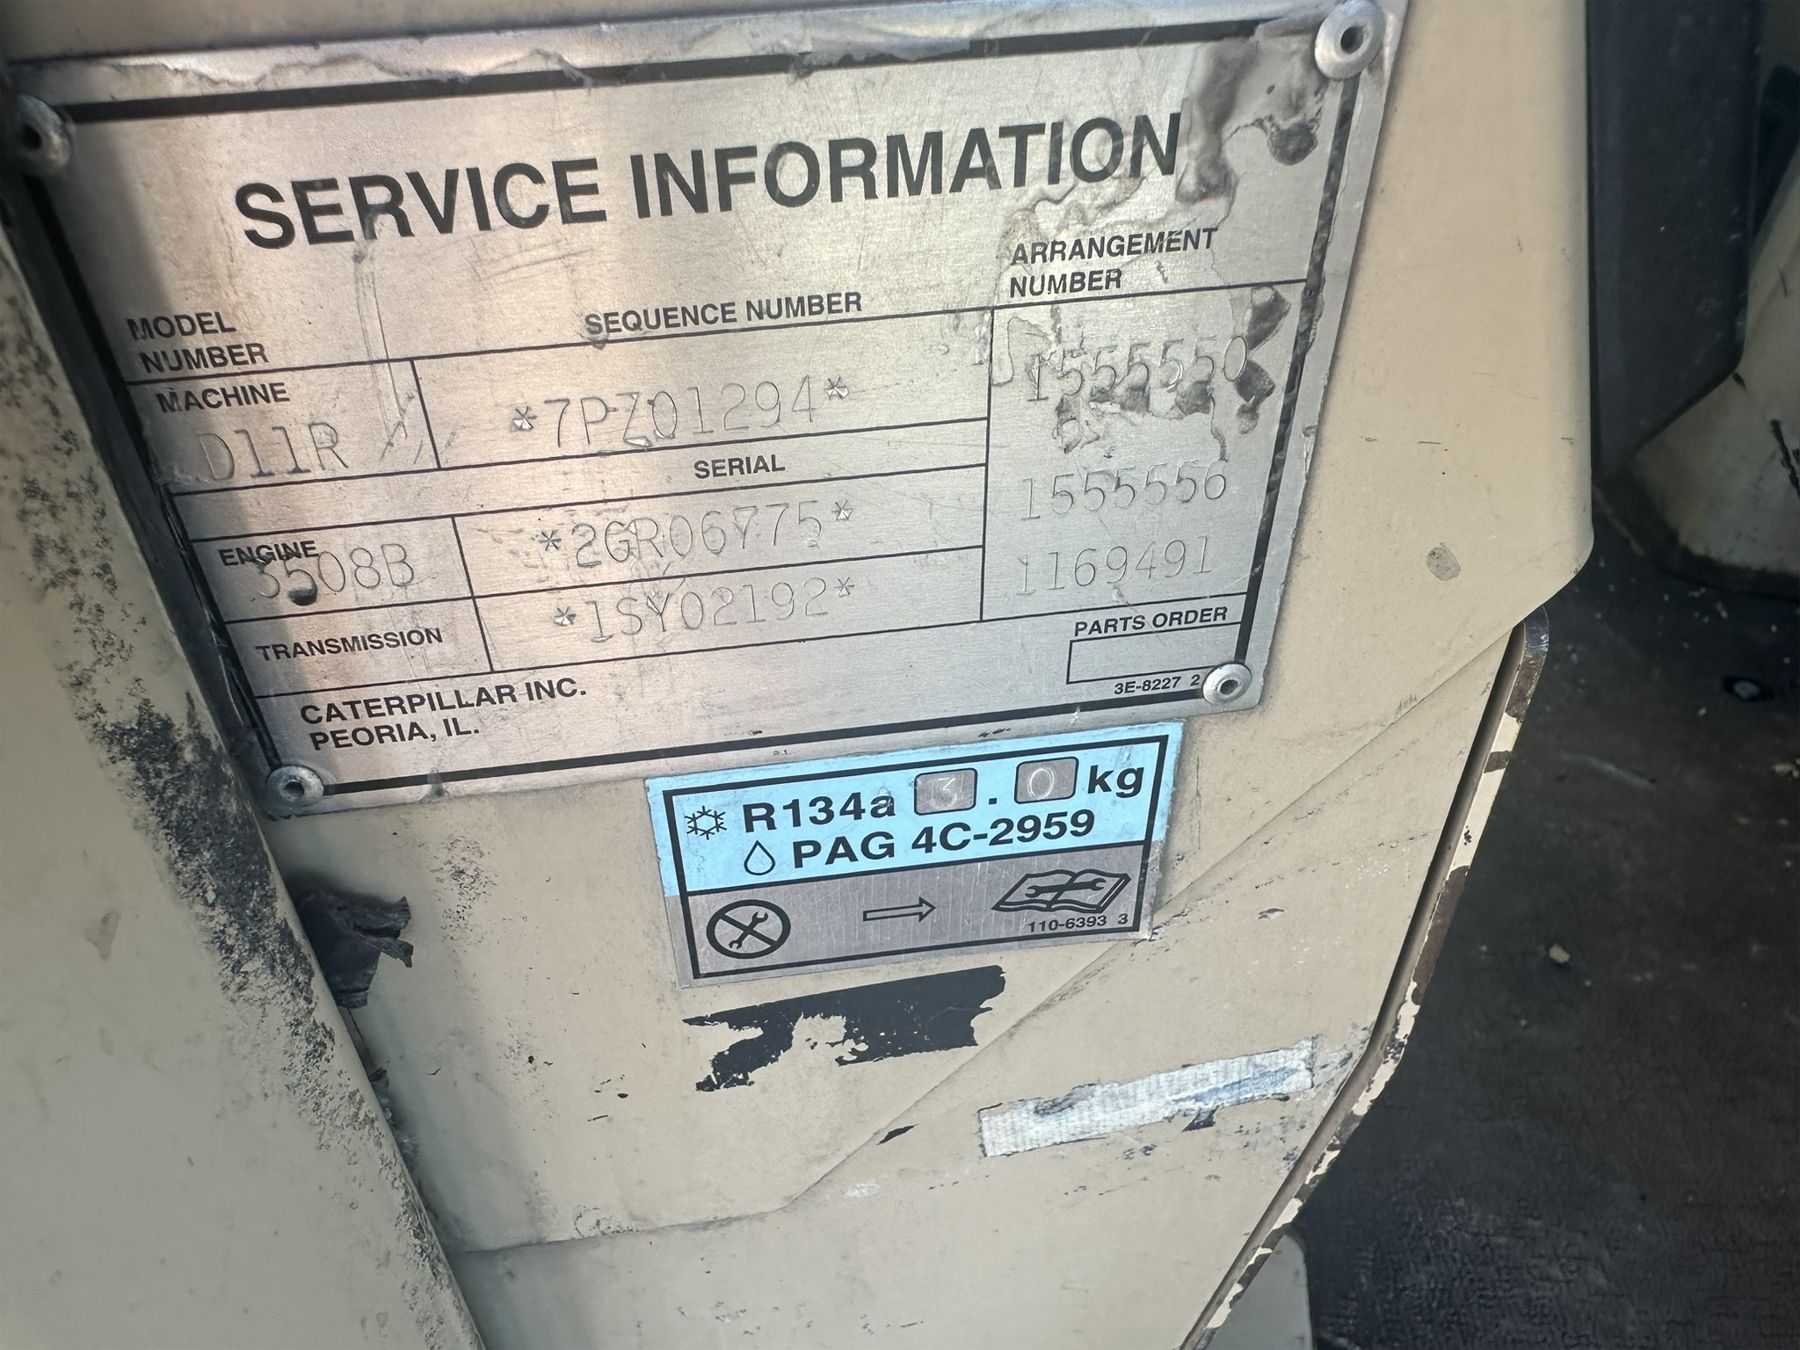 SERVICE INFORMATION
MODEL NUMBER
SEQUENCE NUMBER
ARRANGEMENT NUMBER
MACHINE
D11R
*7PZ01294*
1555550
SERIAL
ENGINE
3508B
*2GR06775*
1555556
TRANSMISSION
*1SY02192*
1169491
CATERPILLAR INC.
PEORIA, IL.
PARTS ORDER
3E-8227 2
R134a 3.0 kg
PAG 4C-2959
110-6393 3